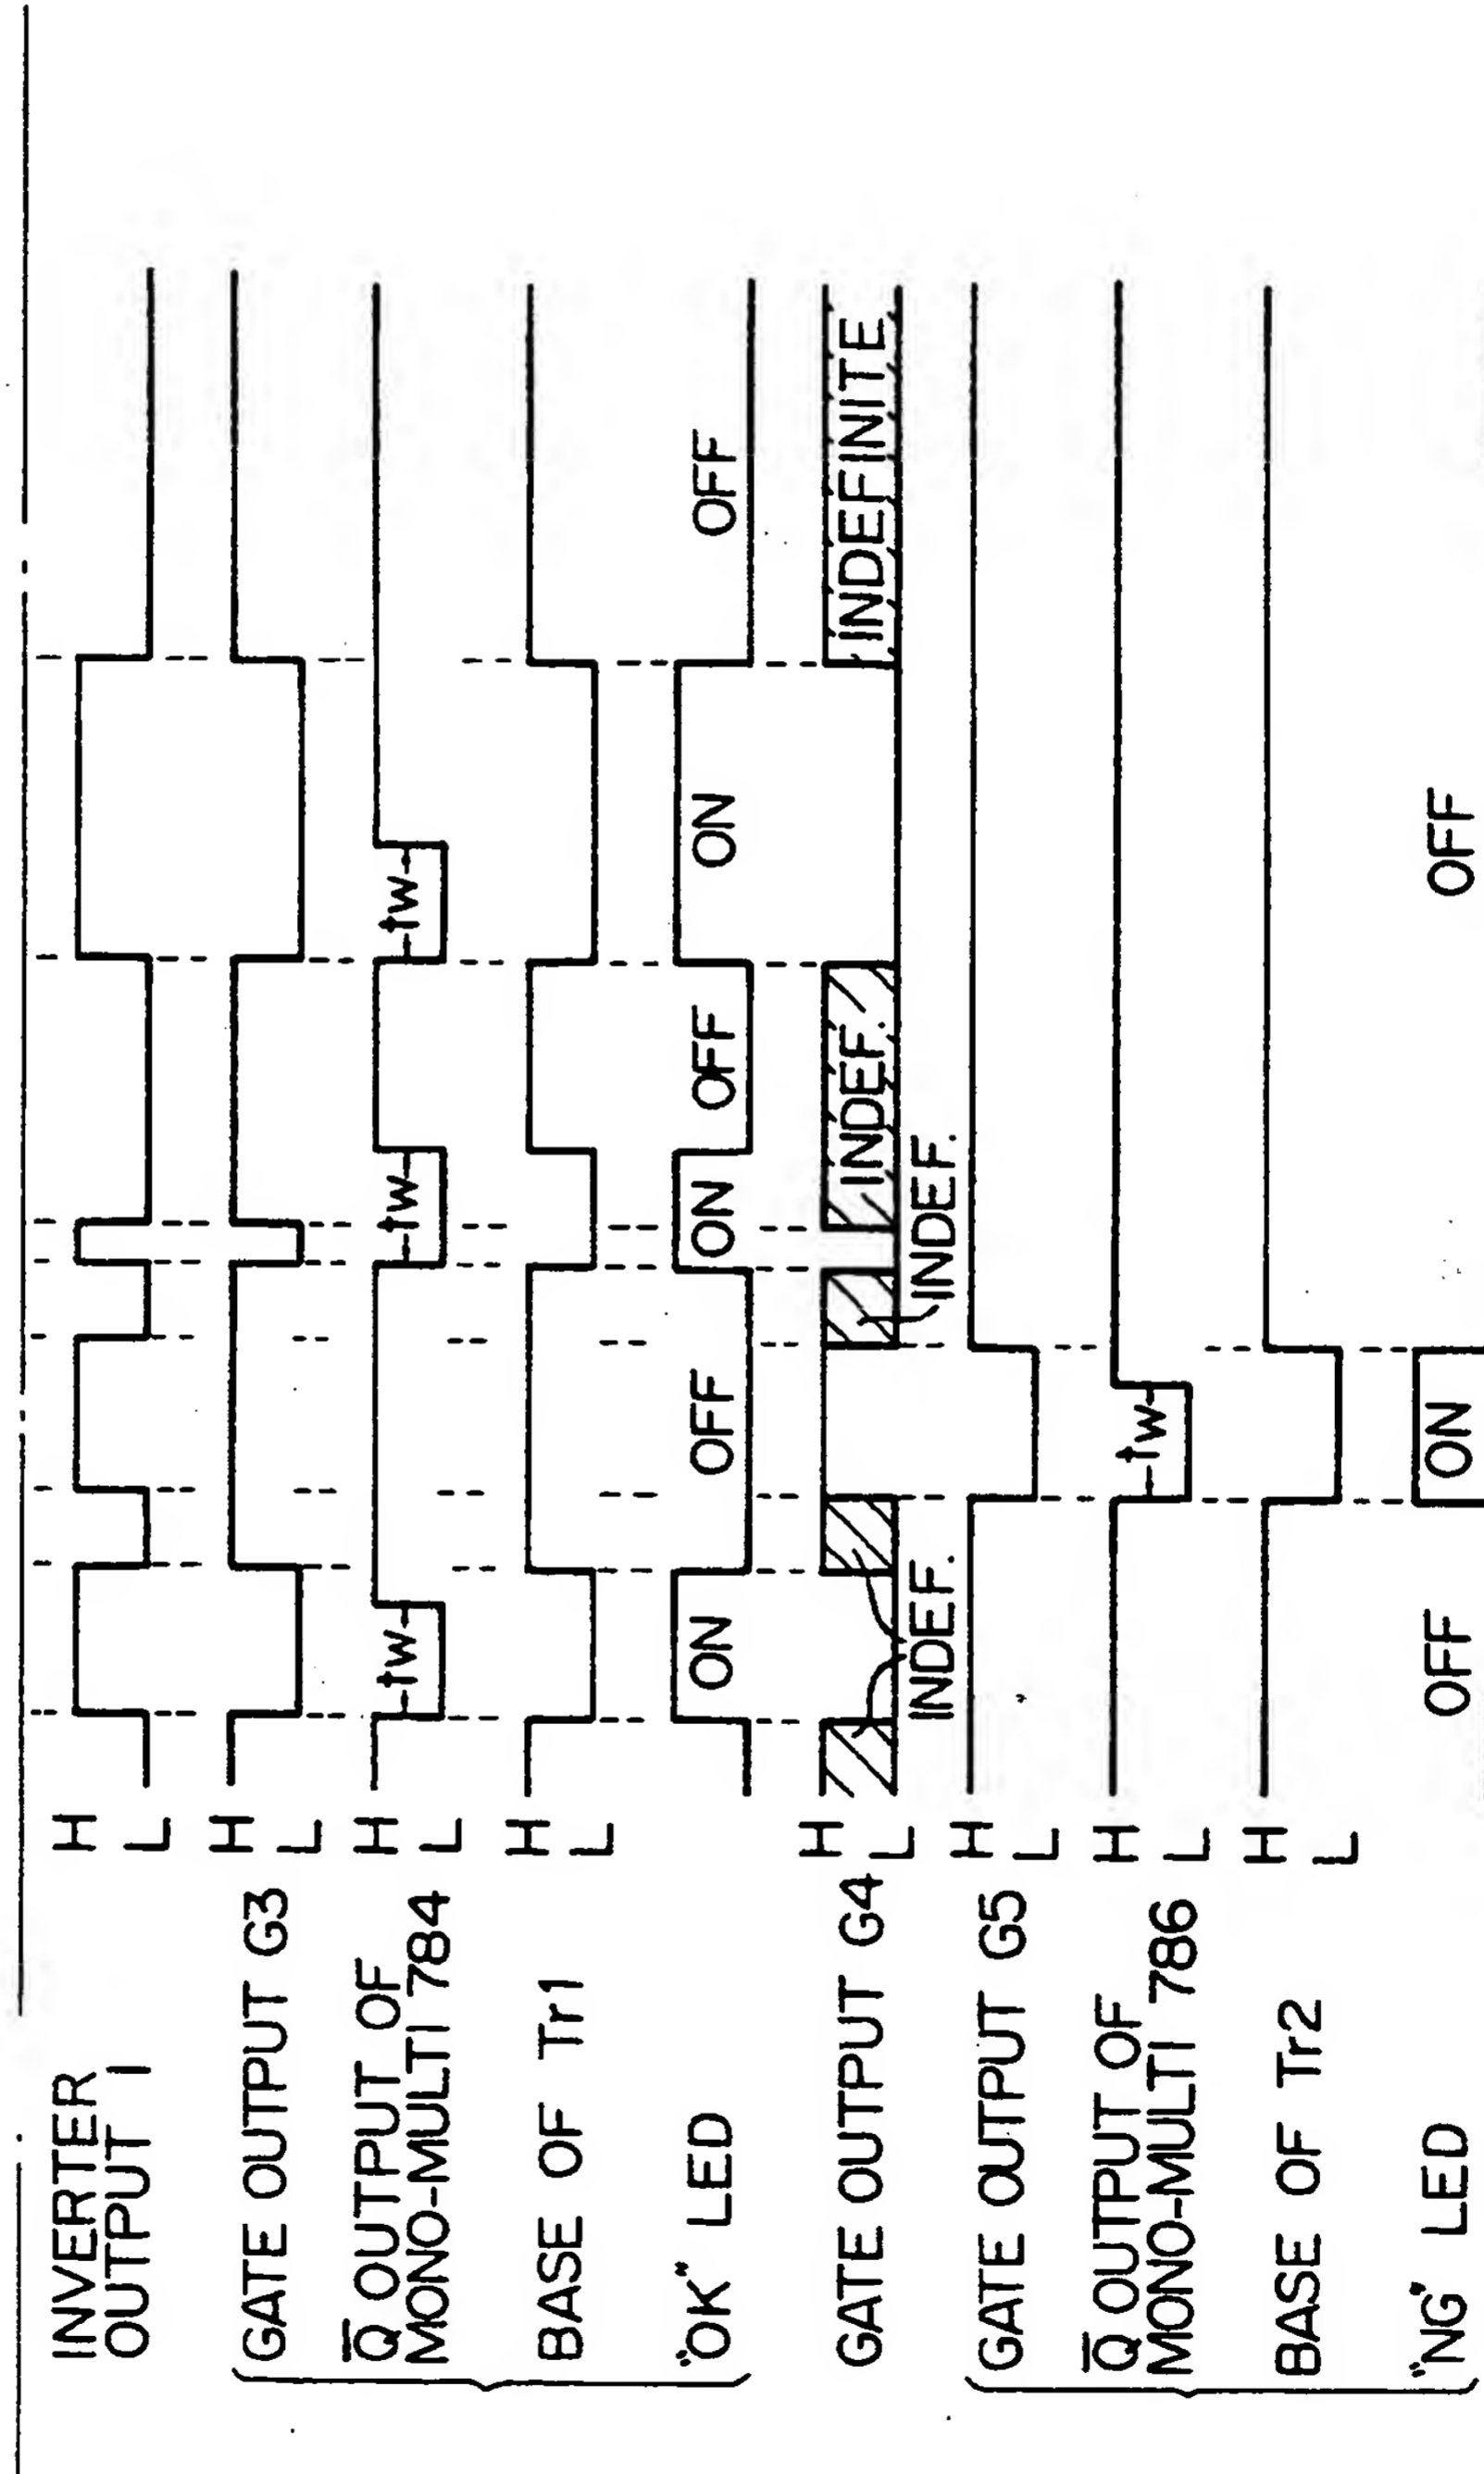 INVERTER
OUTPUT I
H
L
GATE OUTPUT G3
H
L
Q̅ OUTPUT OF
MONO-MULTI 784
H
L
tw
tw
tw
BASE OF Tr1
H
L
"OK" LED
ON
OFF
ON
OFF
ON
OFF
GATE OUTPUT G4
H
L
INDEF.
INDEF.
INDEF.
INDEFINITE
GATE OUTPUT G5
H
L
Q̅ OUTPUT OF
MONO-MULTI 786
H
L
tw
BASE OF Tr2
H
L
"NG" LED
OFF
ON
OFF